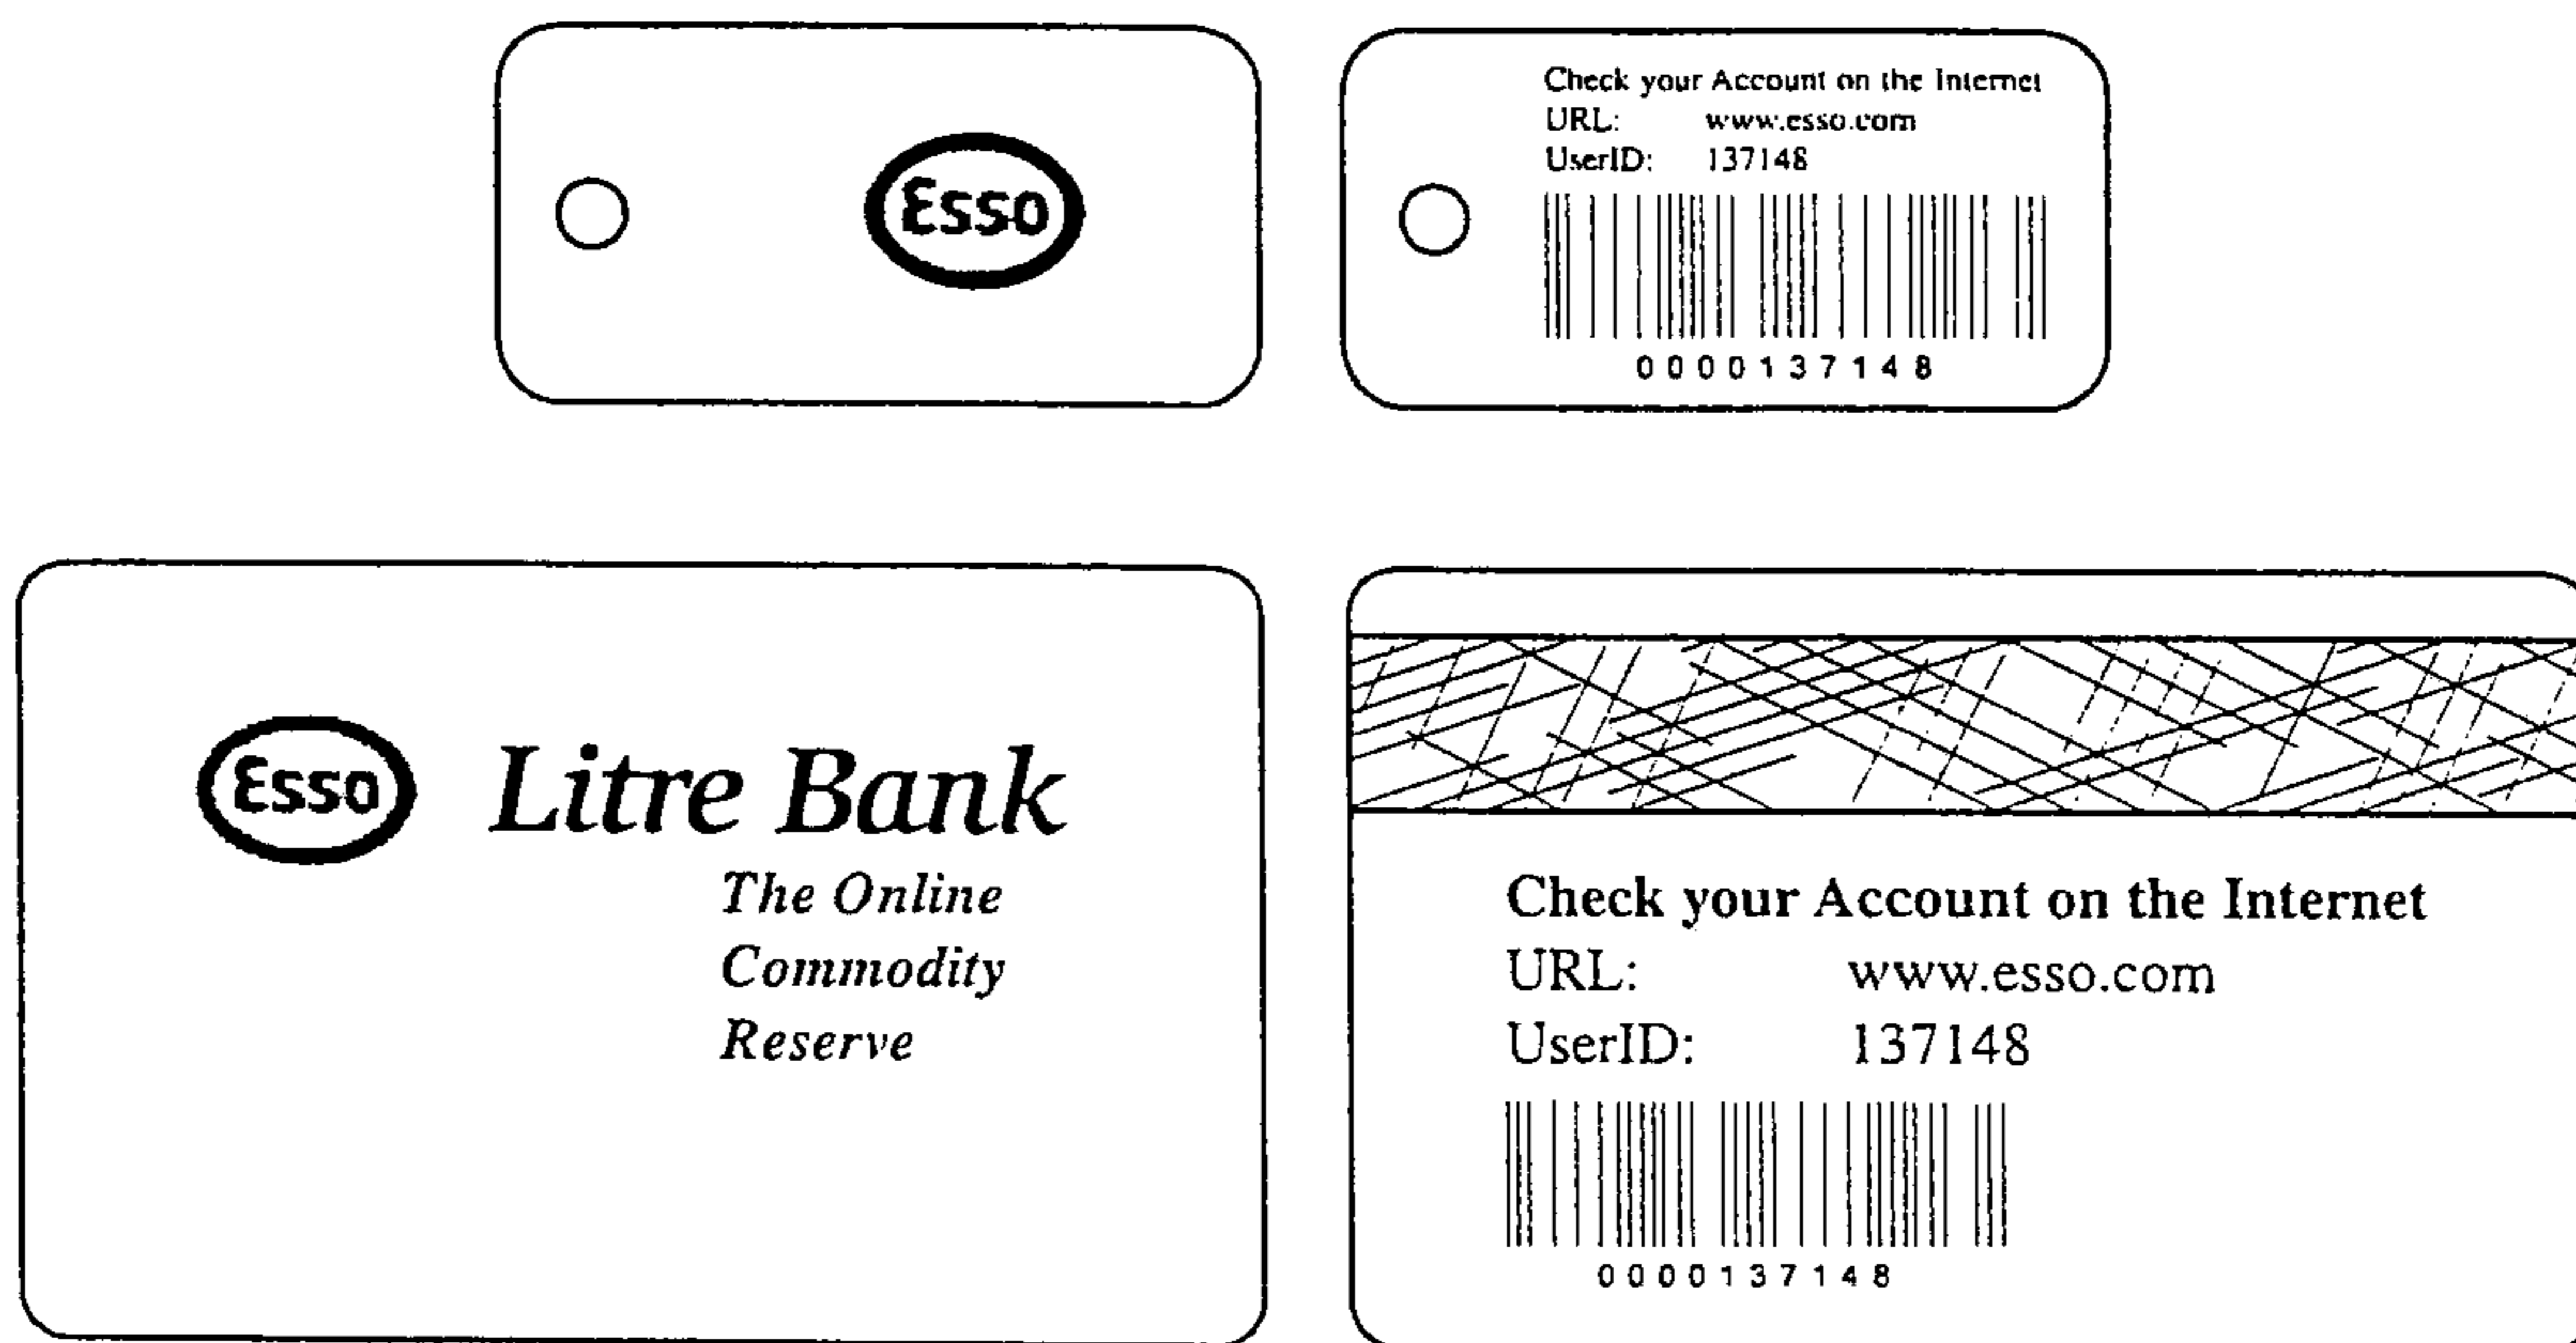 Esso
Check your Account on the Internet
URL: www.esso.com
UserID: 137148
0000137148
Esso Litre Bank
The Online
Commodity
Reserve
Check your Account on the Internet
URL: www.esso.com
UserID: 137148
0000137148